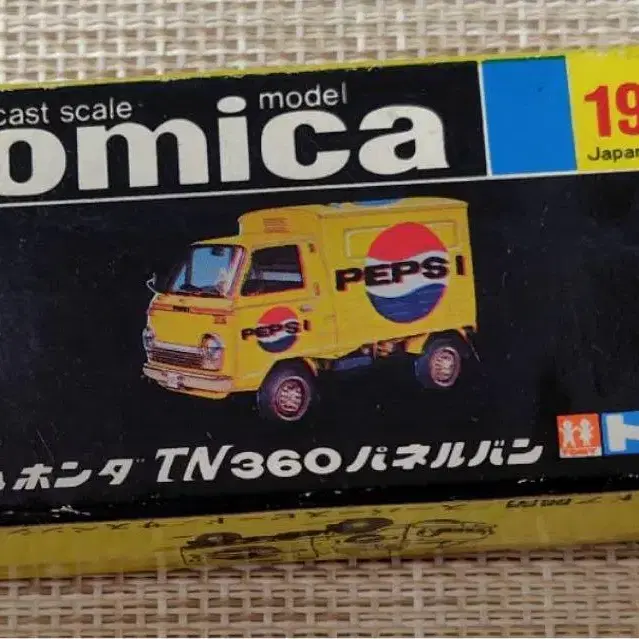 cast scale
model
omica
19
Japan
PEPSI
PEPSI
ホンダ TN360パネルバン
TOMY